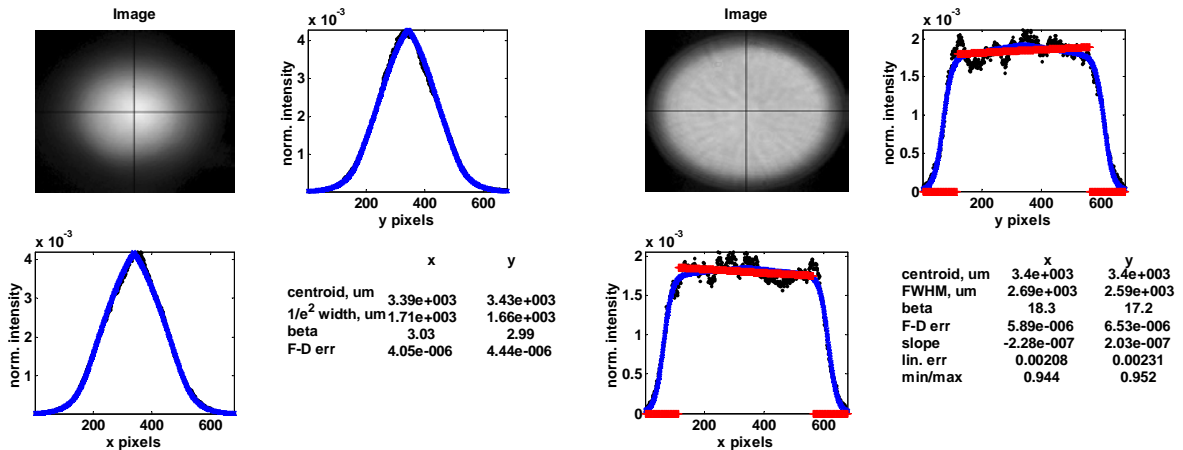 Image
x 10^-3
4
3
2
1
norm. intensity
200 400 600
y pixels
x 10^-3
4
3
2
1
norm. intensity
200 400 600
x pixels
x y
centroid, um 3.39e+003 3.43e+003
1/e² width, um 1.71e+003 1.66e+003
beta 3.03 2.99
F-D err 4.05e-006 4.44e-006
Image
x 10^-3
2
1.5
1
0.5
0
norm. intensity
200 400 600
y pixels
x 10^-3
2
1.5
1
0.5
0
norm. intensity
200 400 600
x pixels
x y
centroid, um 3.4e+003 3.4e+003
FWHM, um 2.69e+003 2.59e+003
beta 18.3 17.2
F-D err 5.89e-006 6.53e-006
slope -2.28e-007 2.03e-007
lin. err 0.00208 0.00231
min/max 0.944 0.952